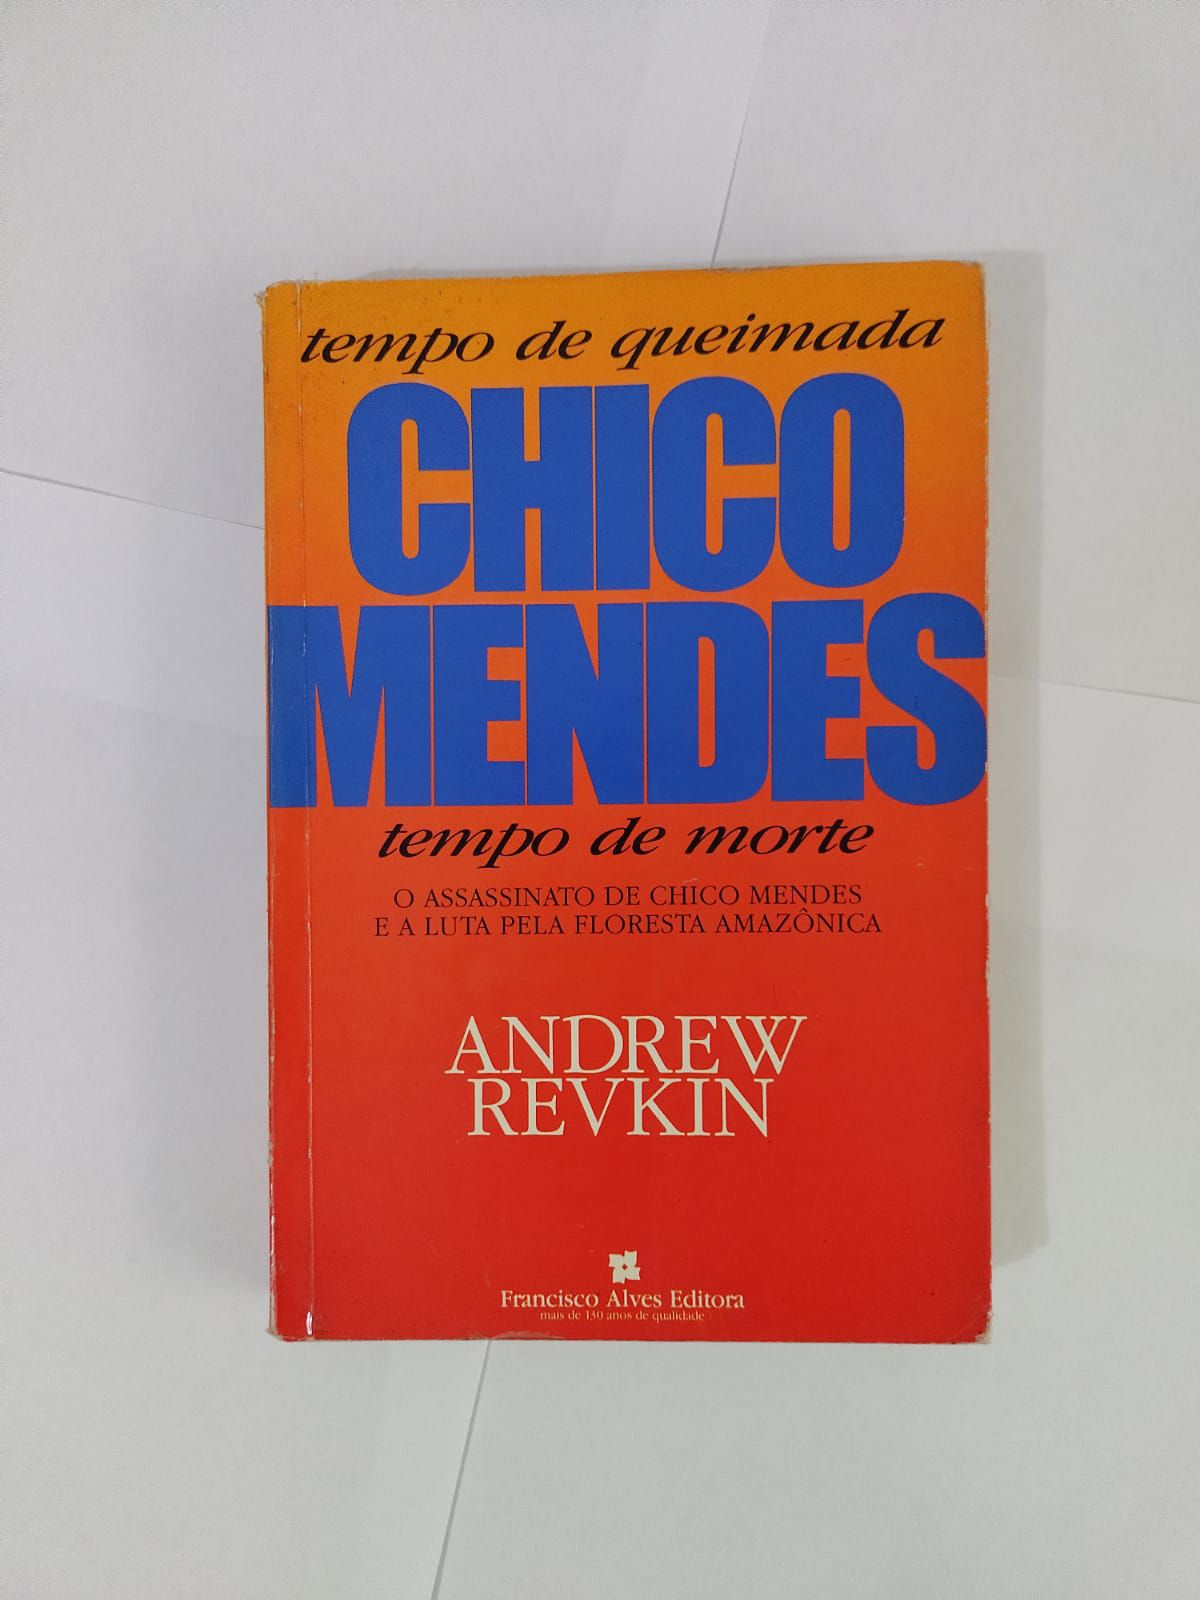 tempo de queimada
CHICO
MENDES
tempo de morte
O ASSASSINATO DE CHICO MENDES
E A LUTA PELA FLORESTA AMAZÔNICA
ANDREW
REVKIN
Francisco Alves Editora
mais de 130 anos de qualidade